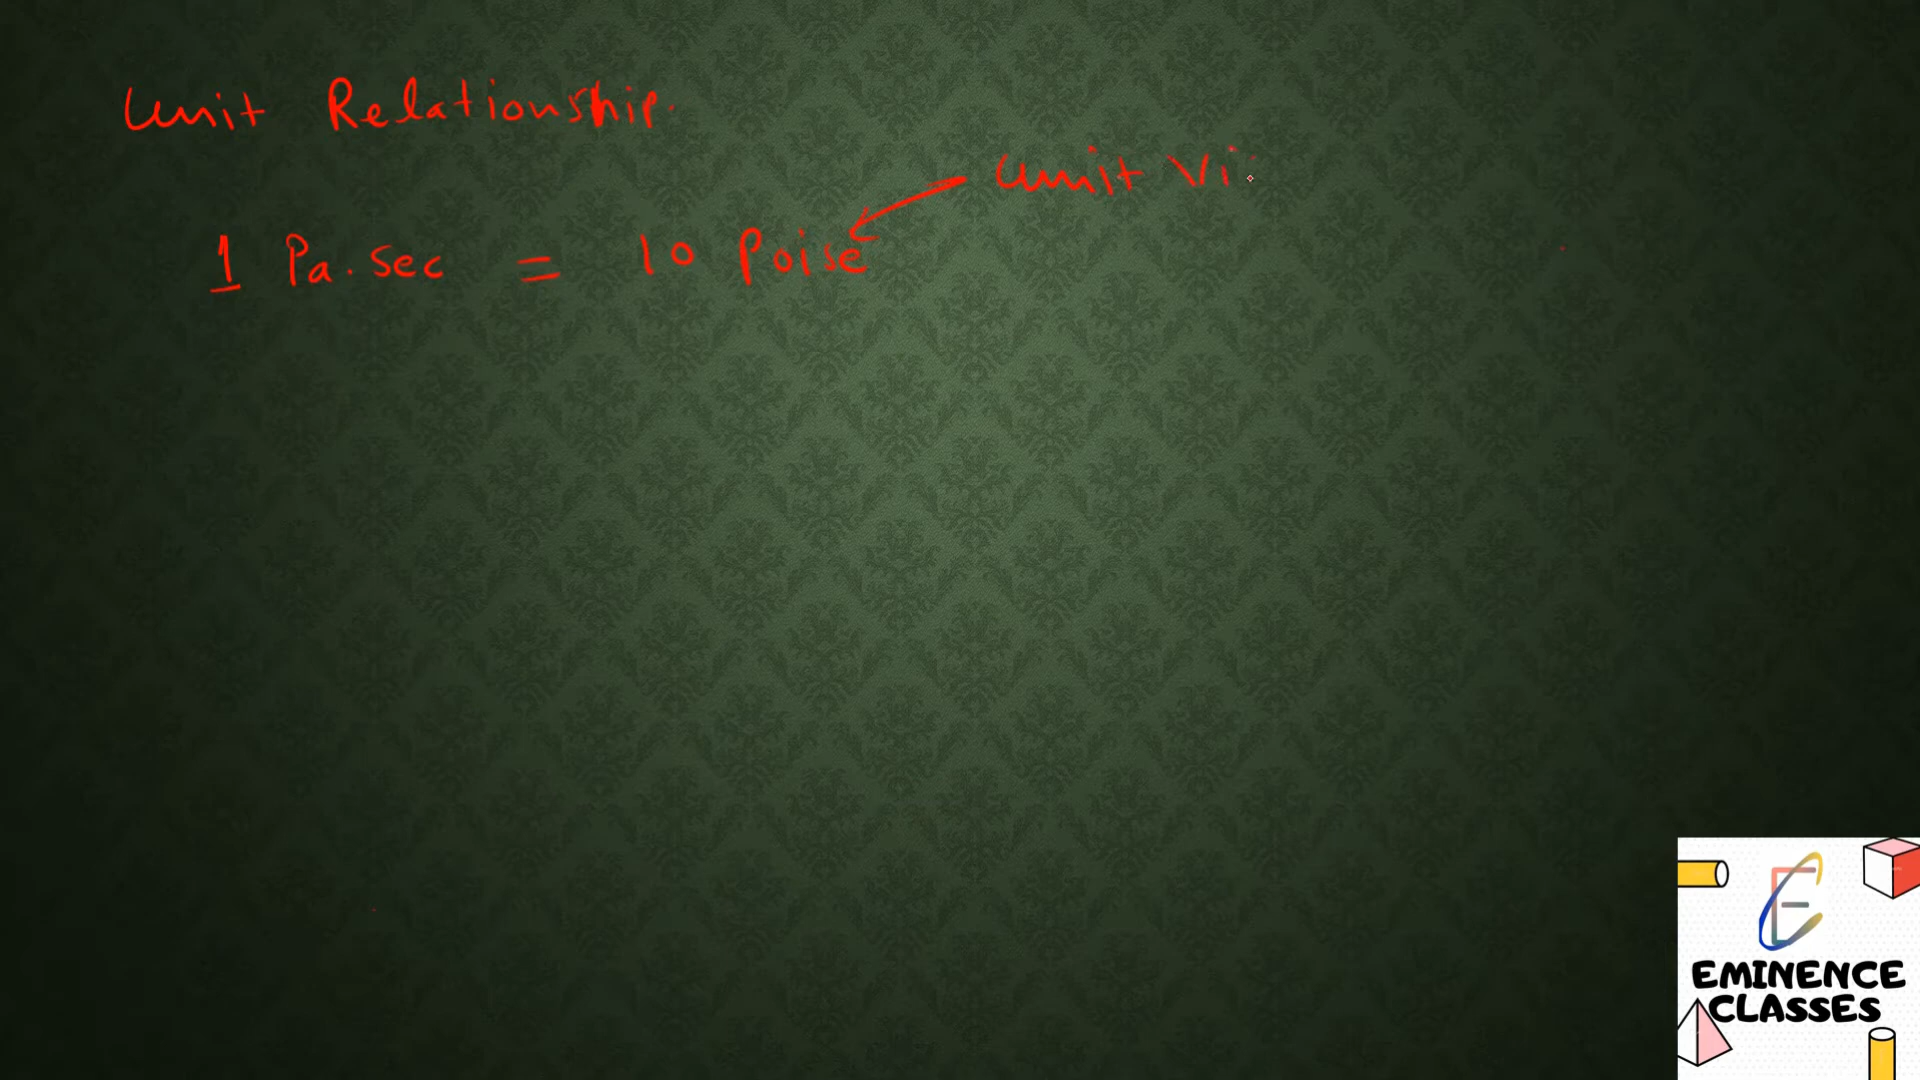 Unit Relationship.
Unit Vi
1 Pa.sec = 10 Poise
EMINENCE
CLASSES